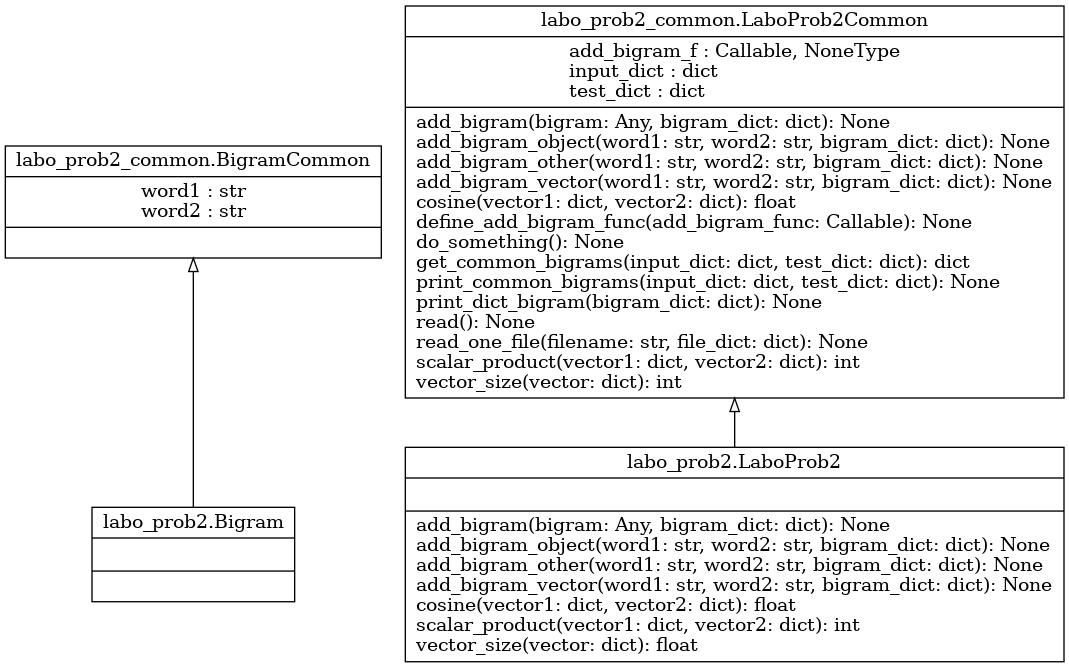 labo_prob2_common.BigramCommon
word1 : str
word2 : str
labo_prob2.Bigram
labo_prob2_common.LaboProb2Common
add_bigram_f : Callable, NoneType
input_dict : dict
test_dict : dict
add_bigram(bigram: Any, bigram_dict: dict): None
add_bigram_object(word1: str, word2: str, bigram_dict: dict): None
add_bigram_other(word1: str, word2: str, bigram_dict: dict): None
add_bigram_vector(word1: str, word2: str, bigram_dict: dict): None
cosine(vector1: dict, vector2: dict): float
define_add_bigram_func(add_bigram_func: Callable): None
do_something(): None
get_common_bigrams(input_dict: dict, test_dict: dict): dict
print_common_bigrams(input_dict: dict, test_dict: dict): None
print_dict_bigram(bigram_dict: dict): None
read(): None
read_one_file(filename: str, file_dict: dict): None
scalar_product(vector1: dict, vector2: dict): int
vector_size(vector: dict): int
labo_prob2.LaboProb2
add_bigram(bigram: Any, bigram_dict: dict): None
add_bigram_object(word1: str, word2: str, bigram_dict: dict): None
add_bigram_other(word1: str, word2: str, bigram_dict: dict): None
add_bigram_vector(word1: str, word2: str, bigram_dict: dict): None
cosine(vector1: dict, vector2: dict): float
scalar_product(vector1: dict, vector2: dict): int
vector_size(vector: dict): float